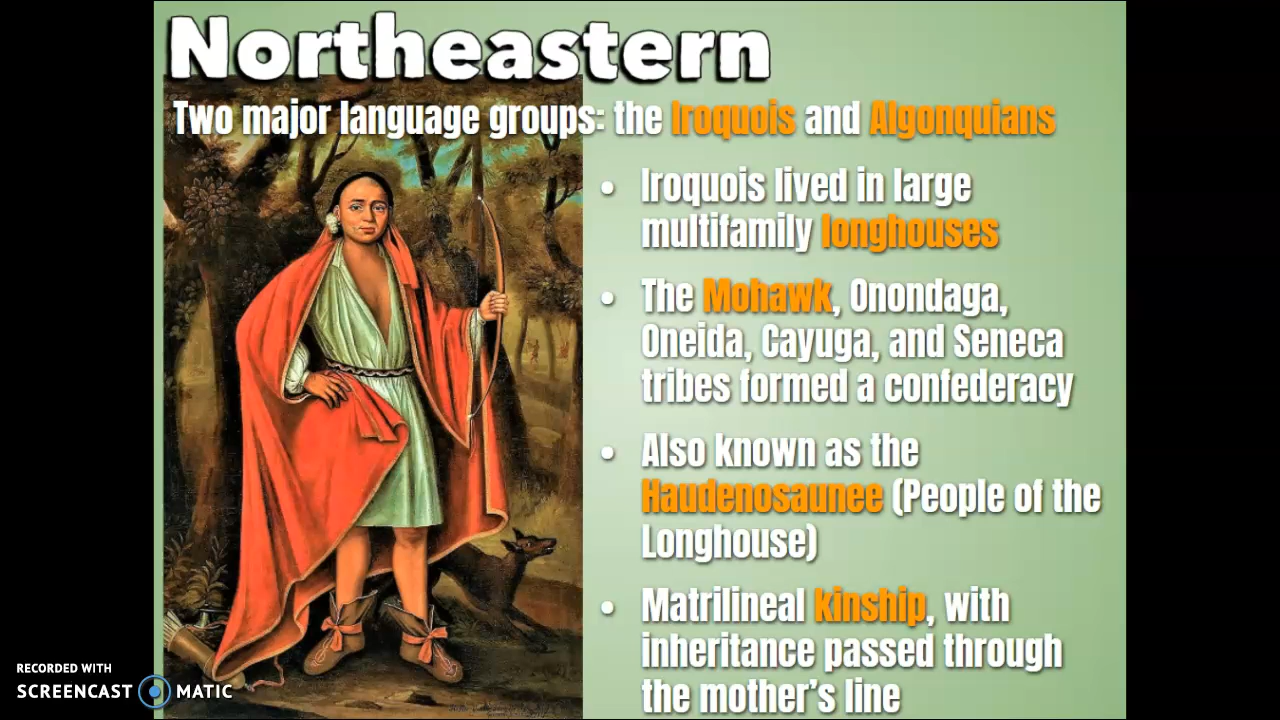 Northeastern
Two major language groups: the Iroquois and Algonquians
• Iroquois lived in large
multifamily longhouses
• The Mohawk, Onondaga,
Oneida, Cayuga, and Seneca
tribes formed a confederacy
• Also known as the
Haudenosaunee (People of the
Longhouse)
• Matrilineal kinship, with
inheritance passed through
the mother's line
RECORDED WITH
SCREENCAST MATIC